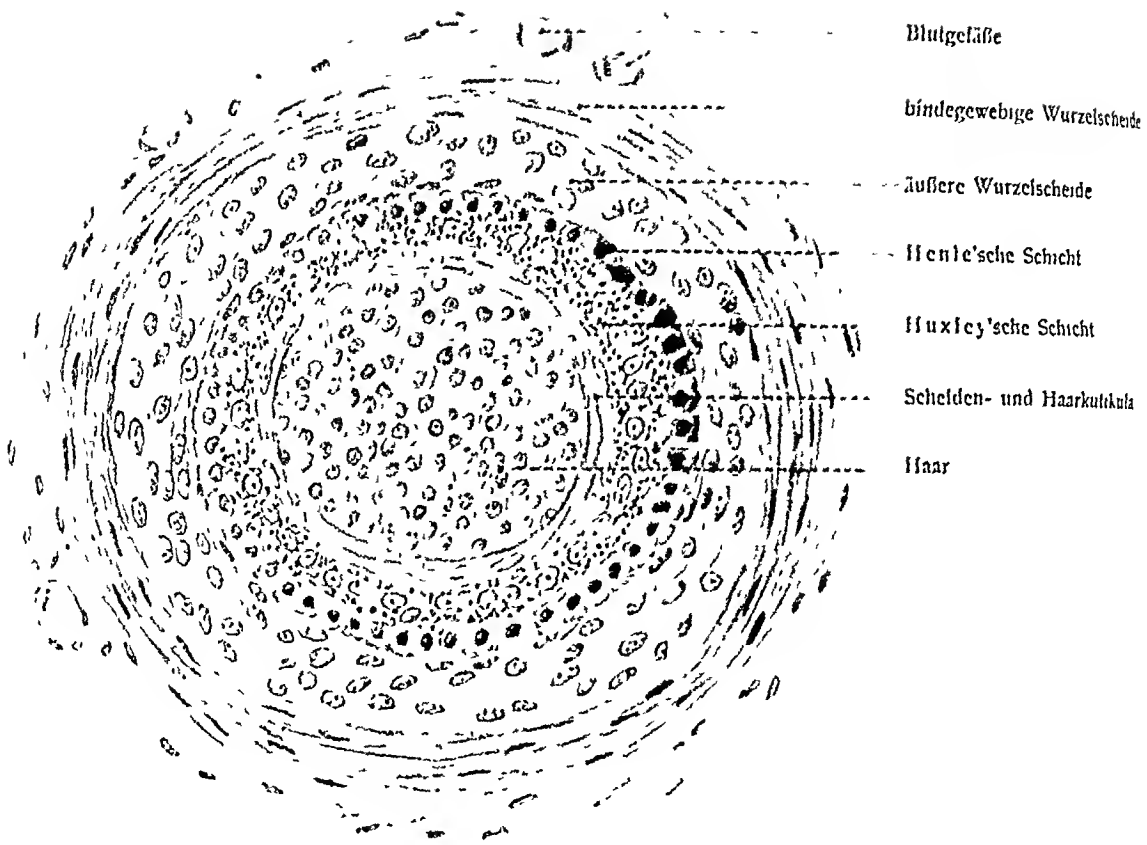 Blutgefäße
bindegewebige Wurzelscheide
äußere Wurzelscheide
Henle'sche Schicht
Huxley'sche Schicht
Scheiden- und Haarkutikula
Haar